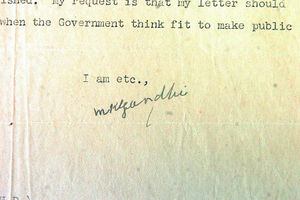 ished. My request is that my letter should
when the Government think fit to make public
I am etc.,
mkgandhi